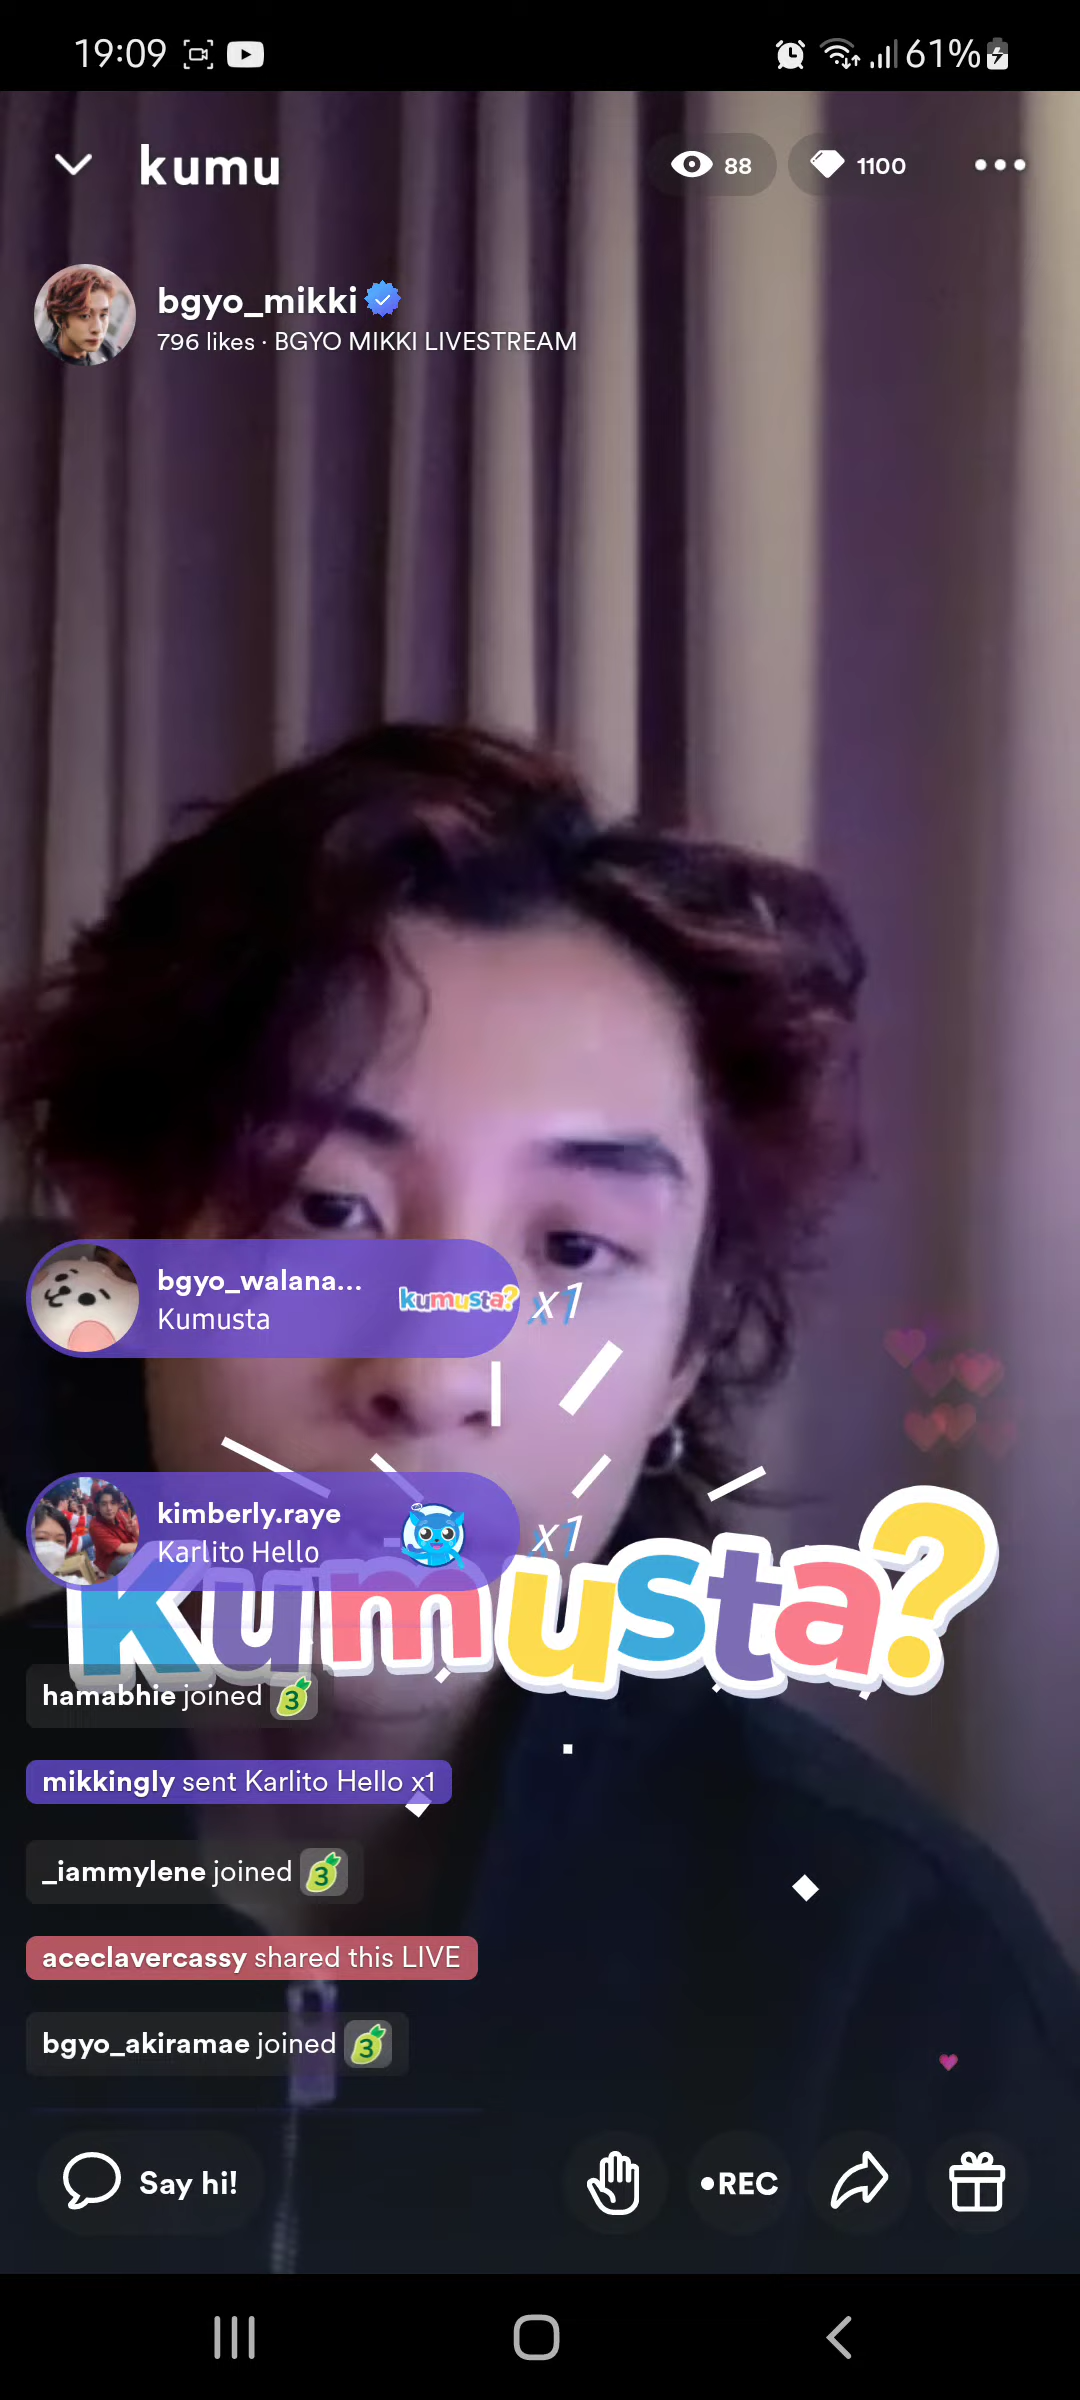 19:09
61%
kumu
88
1100
bgyo_mikki
796 likes · BGYO MIKKI LIVESTREAM
bgyo_walana...
Kumusta
kumusta?
x1
kimberly.raye
Karlito Hello
x1
kumusta?
hamabhie joined 3
mikkingly sent Karlito Hello x1
_iammylene joined 3
aceclavercassy shared this LIVE
bgyo_akiramae joined 3
Say hi!
•REC